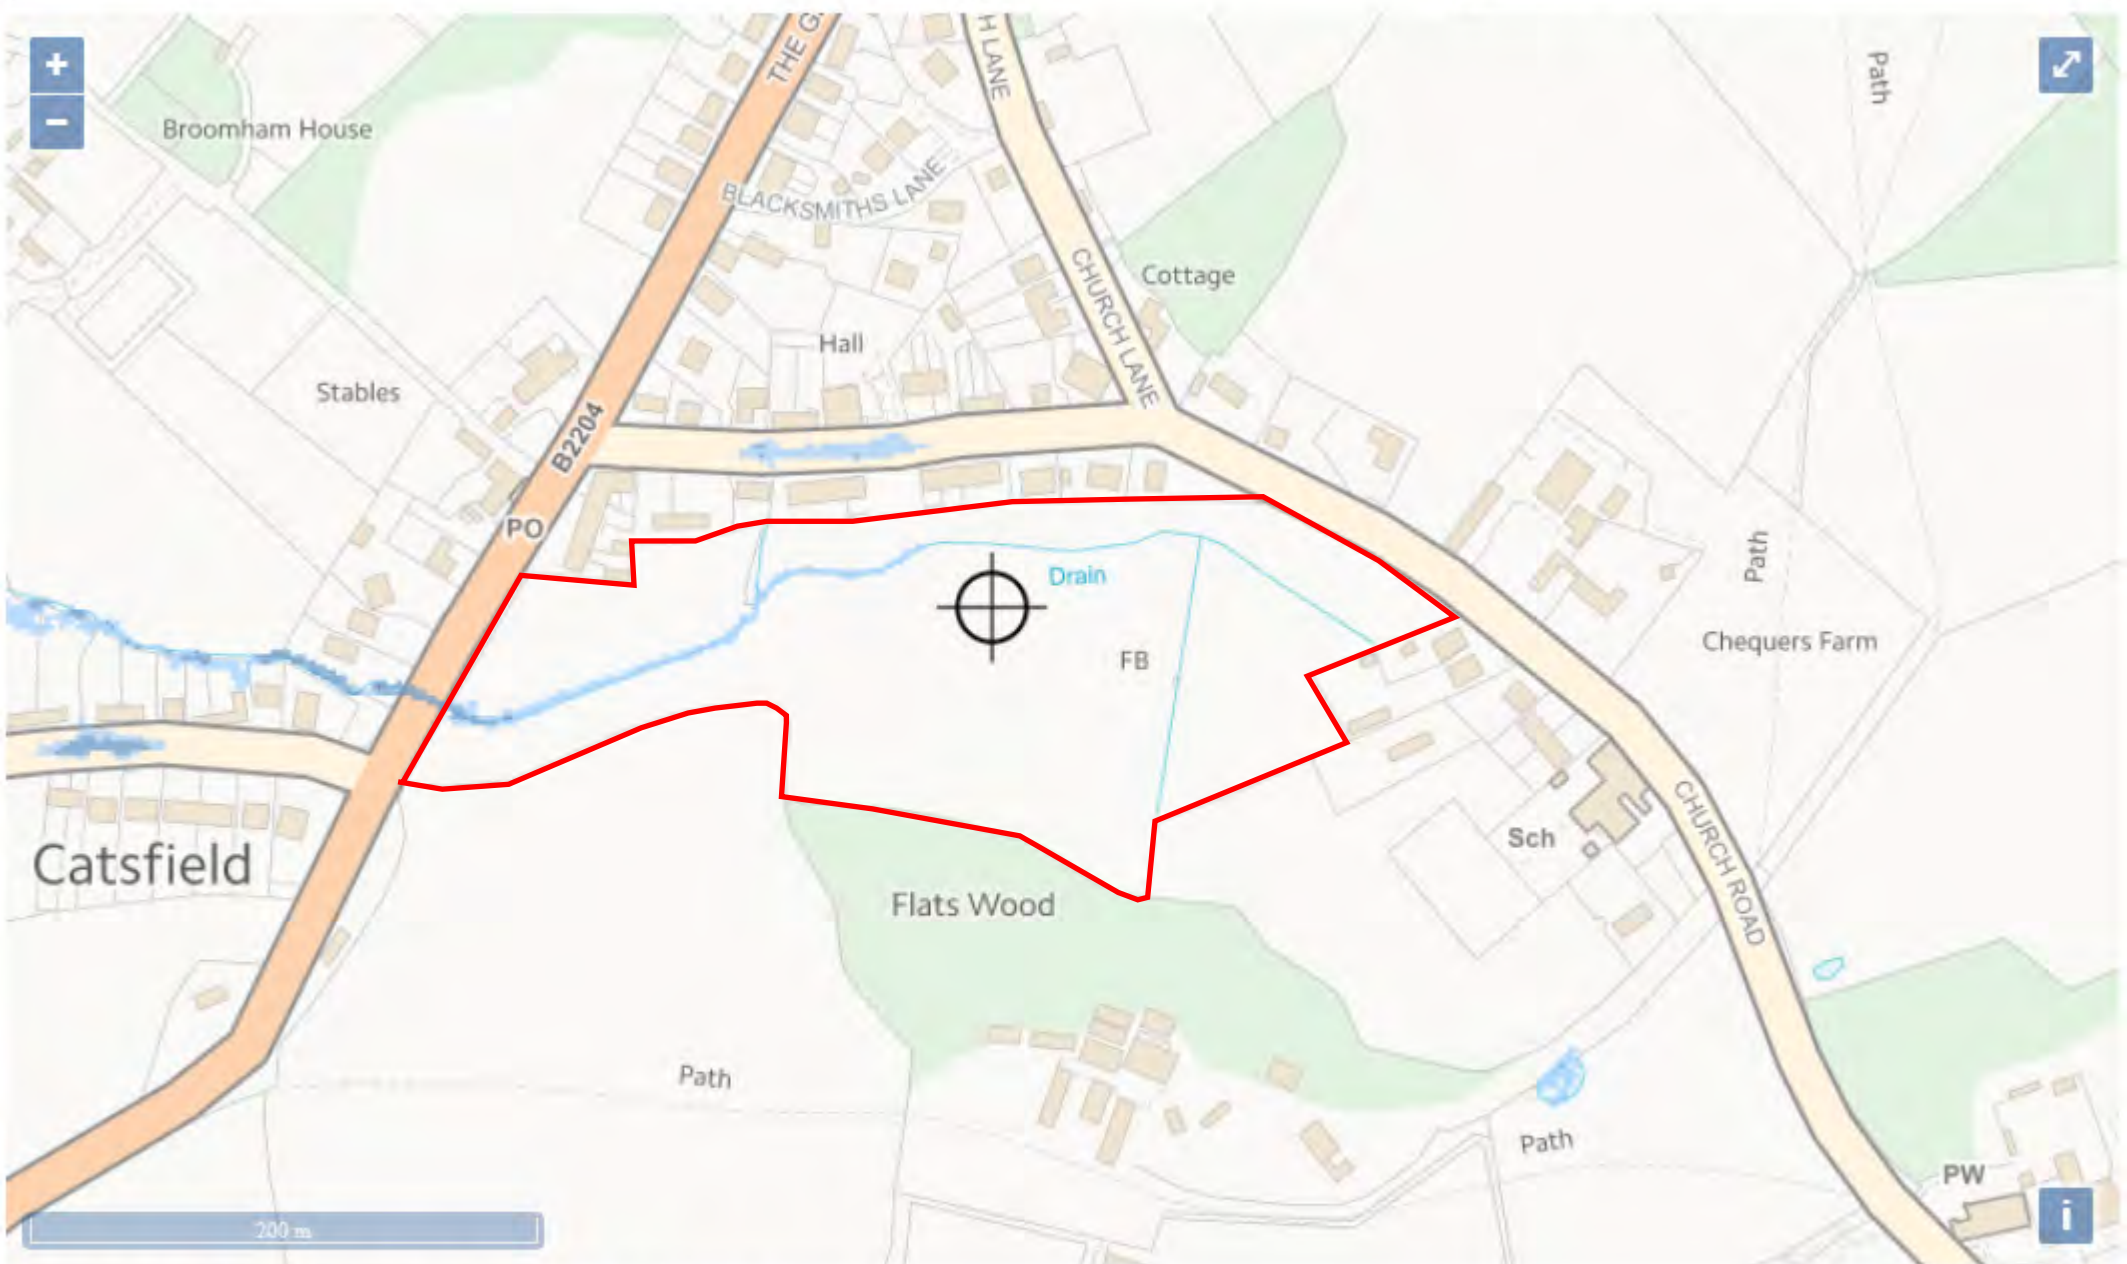 +
−
Broomham House
THE G
H LANE
Path
BLACKSMITHS LANE
Cottage
CHURCH LANE
Hall
Stables
B2204
PO
Path
Drain
Chequers Farm
FB
Catsfield
Sch
CHURCH ROAD
Flats Wood
Path
Path
PW
200 m
i